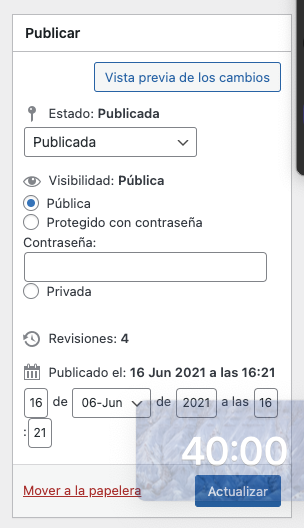 Publicar
Vista previa de los cambios
Estado: Publicada
Publicada
Visibilidad: Pública
Pública
Protegido con contraseña
Contraseña:
Privada
Revisiones: 4
Publicado el: 16 Jun 2021 a las 16:21
16 de 06-Jun de 2021 a las 16
: 21
40:00
Mover a la papelera Actualizar